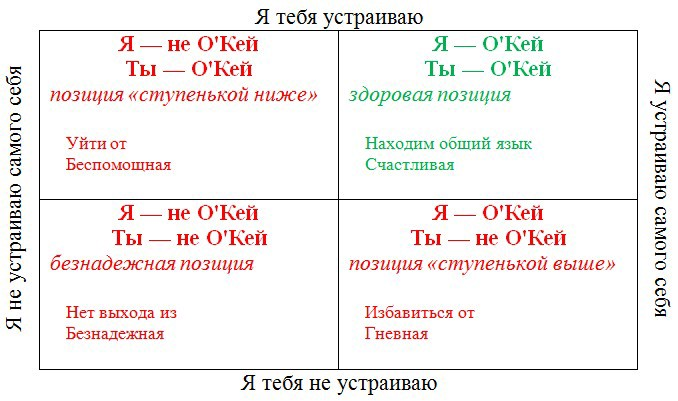 Я тебя устраиваю
Я не устраиваю самого себя
Я — не О'Кей
Ты — О'Кей
позиция «ступенькой ниже»
Уйти от
Беспомощная
Я — О'Кей
Ты — О'Кей
здоровая позиция
Находим общий язык
Счастливая
Я — не О'Кей
Ты — не О'Кей
безнадежная позиция
Нет выхода из
Безнадежная
Я — О'Кей
Ты — не О'Кей
позиция «ступенькой выше»
Избавиться от
Гневная
Я устраиваю самого себя
Я тебя не устраиваю